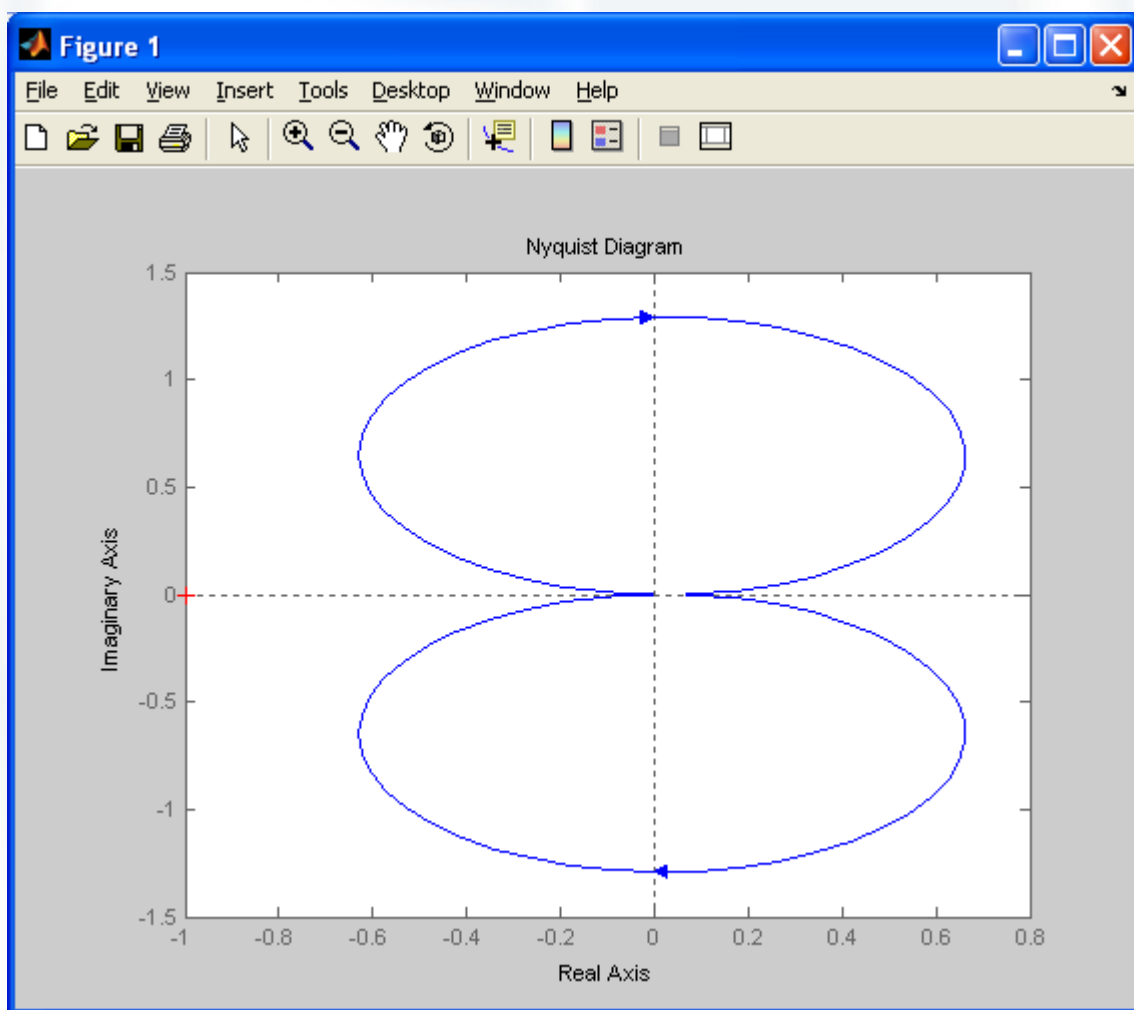 Figure 1
File Edit View Insert Tools Desktop Window Help
Nyquist Diagram
1.5
1
0.5
0
-0.5
-1
-1.5
Imaginary Axis
-1 -0.8 -0.6 -0.4 -0.2 0 0.2 0.4 0.6 0.8
Real Axis